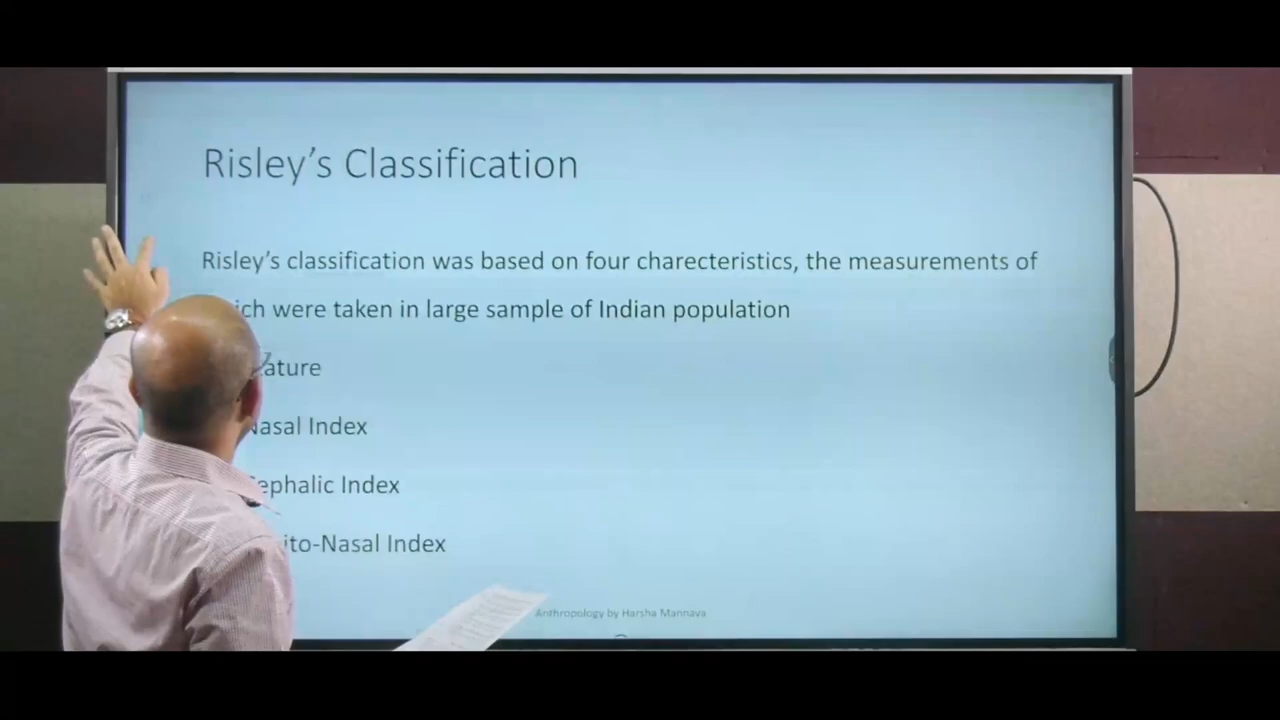 Risley's Classification
Risley's classification was based on four charecteristics, the measurements of
were taken in large sample of Indian population
Nasal Index
Cephalic Index
Index
Anthropology by Harsha Mannava